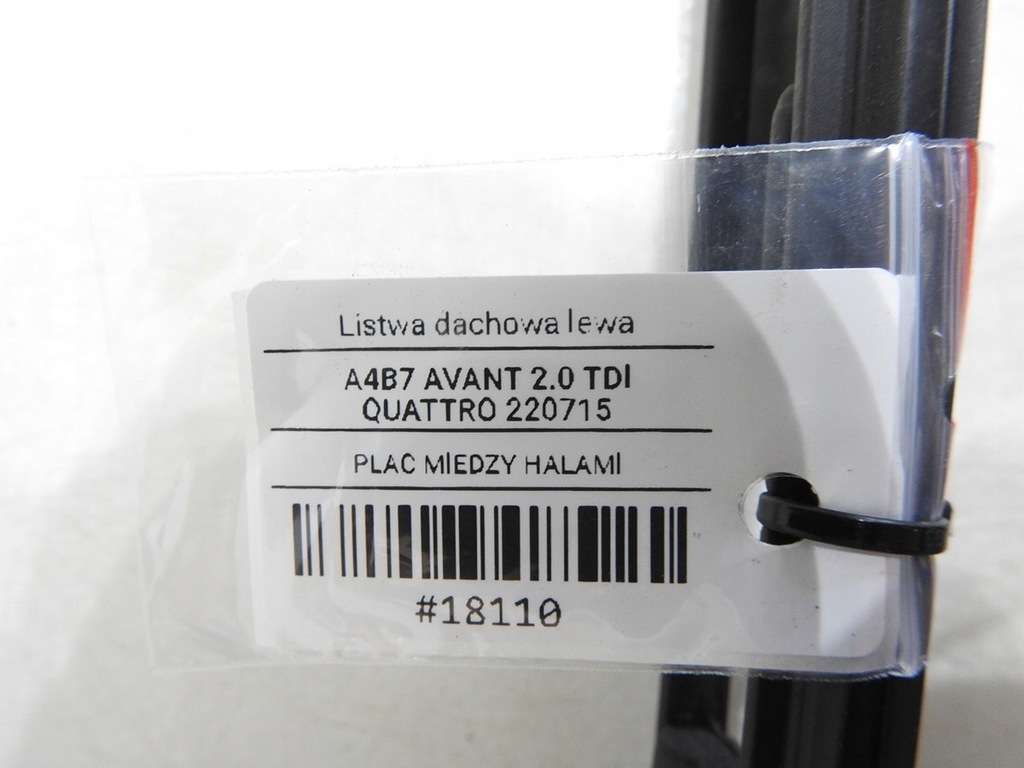 Listwa dachowa lewa
A4B7 AVANT 2.0 TDI
QUATTRO 220715
PLAC MIEDZY HALAMI
#18110